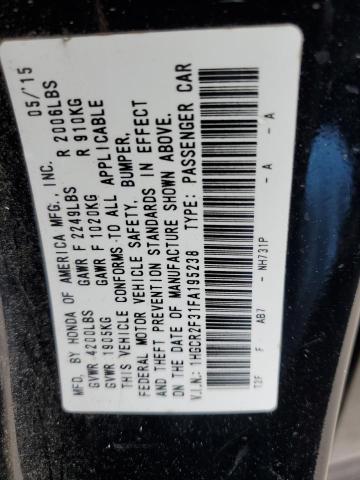 MFD. BY HONDA OF AMERICA MFG., INC. 05/'15
GVWR 4200LBS GAWR F 2249LBS R 2006LBS
GVWR 1905KG GAWR F 1020KG R 910KG
THIS VEHICLE CONFORMS TO ALL APPLICABLE
FEDERAL MOTOR VEHICLE SAFETY, BUMPER,
AND THEFT PREVENTION STANDARDS IN EFFECT
ON THE DATE OF MANUFACTURE SHOWN ABOVE.
V.I.N.: 1HGCR2F31FA195238 TYPE: PASSENGER CAR
T2F F AB7 - NH731P - A - A